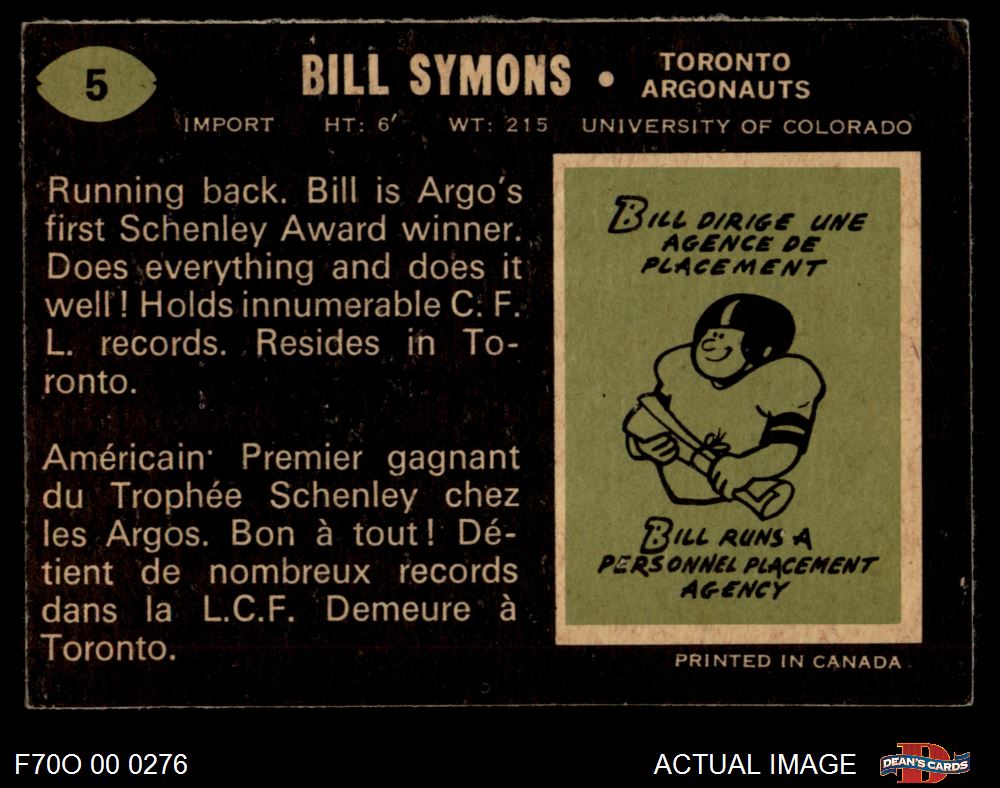 5
BILL SYMONS • TORONTO
ARGONAUTS
IMPORT HT: 6' WT: 215 UNIVERSITY OF COLORADO
Running back. Bill is Argo's
first Schenley Award winner.
Does everything and does it
well! Holds innumerable C. F.
L. records. Resides in To-
ronto.
Américain· Premier gagnant
du Trophée Schenley chez
les Argos. Bon à tout! Dé-
tient de nombreux records
dans la L.C.F. Demeure à
Toronto.
BILL DIRIGE UNE
AGENCE DE
PLACEMENT
BILL RUNS A
PERSONNEL PLACEMENT
AGENCY
PRINTED IN CANADA
F70O 00 0276
ACTUAL IMAGE
D
DEAN'S CARDS